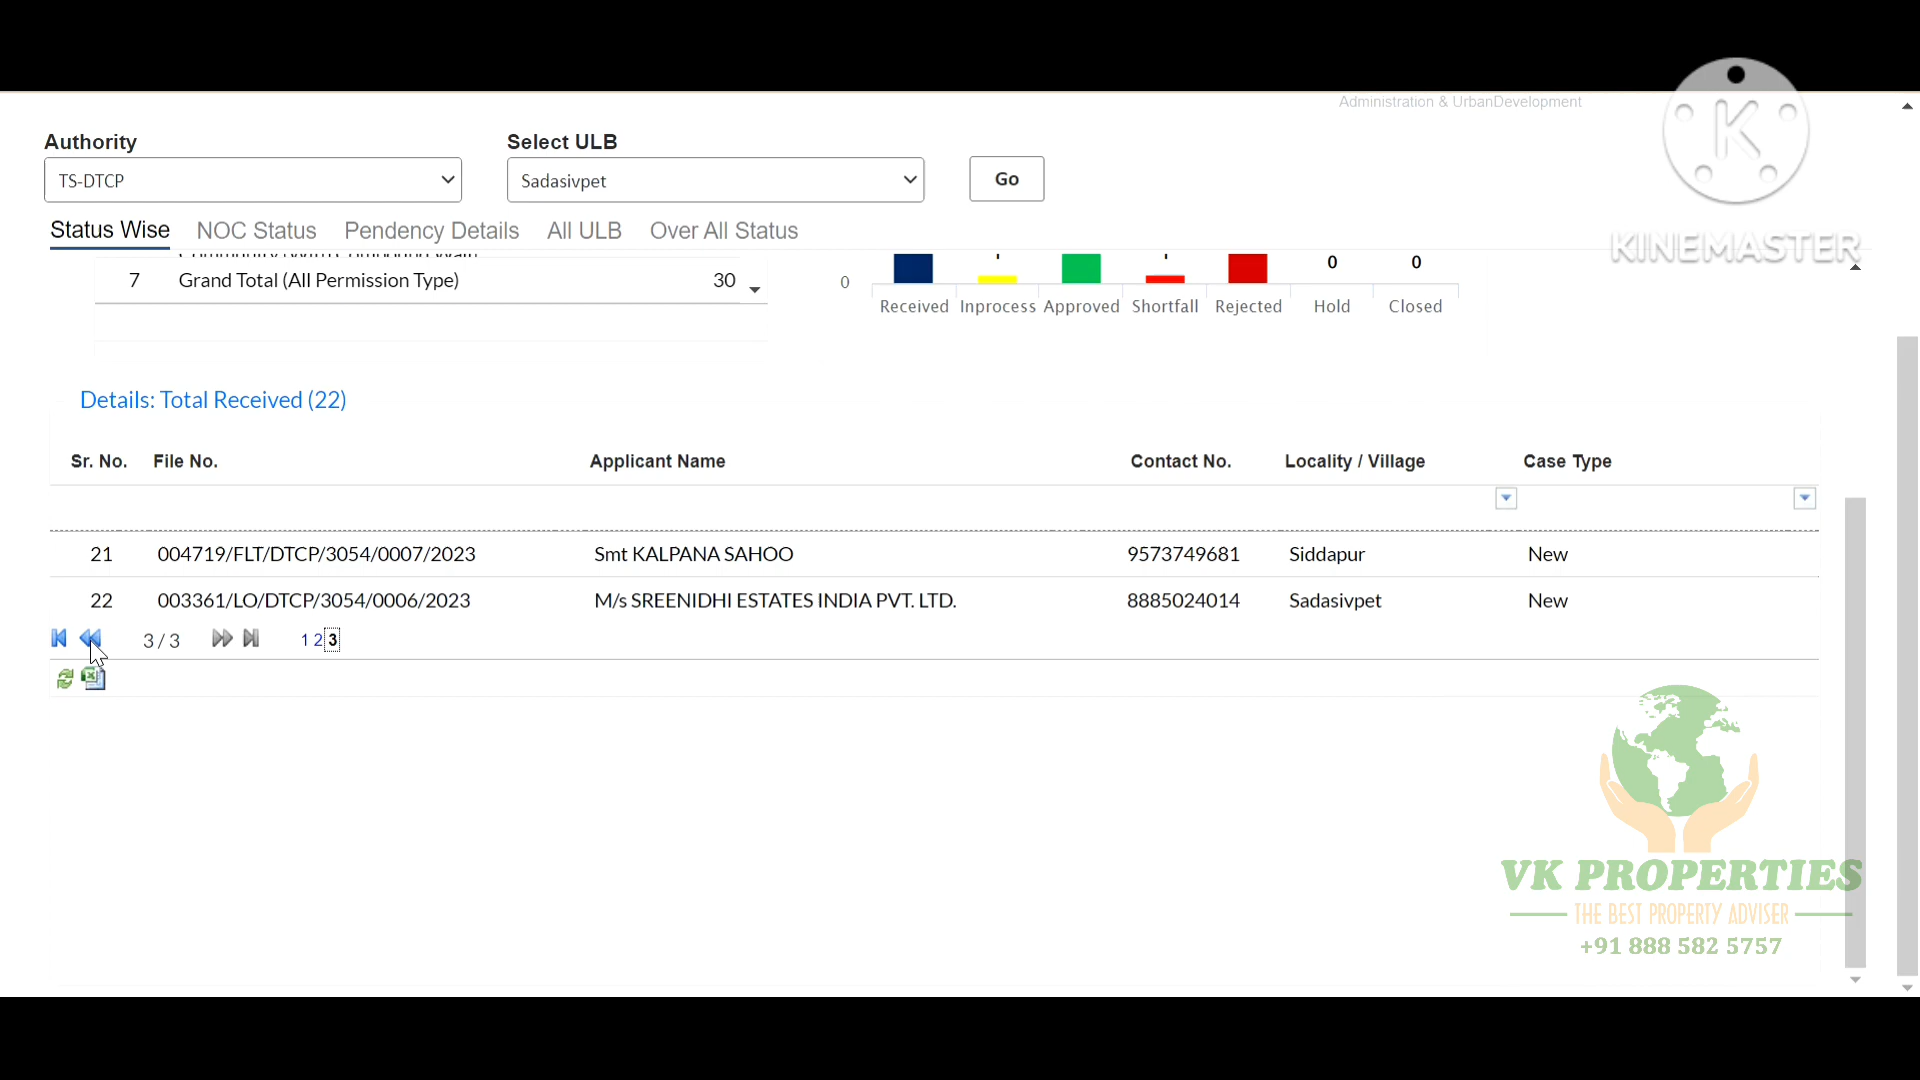 Administration & UrbanDevelopment
Authority
Select ULB
TS-DTCP
Sadasivpet
Go
Status Wise
NOC Status
Pendency Details
All ULB
Over All Status
KINEMASTER
7 Grand Total (All Permission Type) 30
0 0
0
Received Inprocess Approved Shortfall Rejected Hold Closed
Details: Total Received (22)
Sr. No. File No. Applicant Name Contact No. Locality / Village Case Type
21 004719/FLT/DTCP/3054/0007/2023 Smt KALPANA SAHOO 9573749681 Siddapur New
22 003361/LO/DTCP/3054/0006/2023 M/s SREENIDHI ESTATES INDIA PVT. LTD. 8885024014 Sadasivpet New
3 / 3 1 2 3
VK PROPERTIES
THE BEST PROPERTY ADVISER
+91 888 582 5757